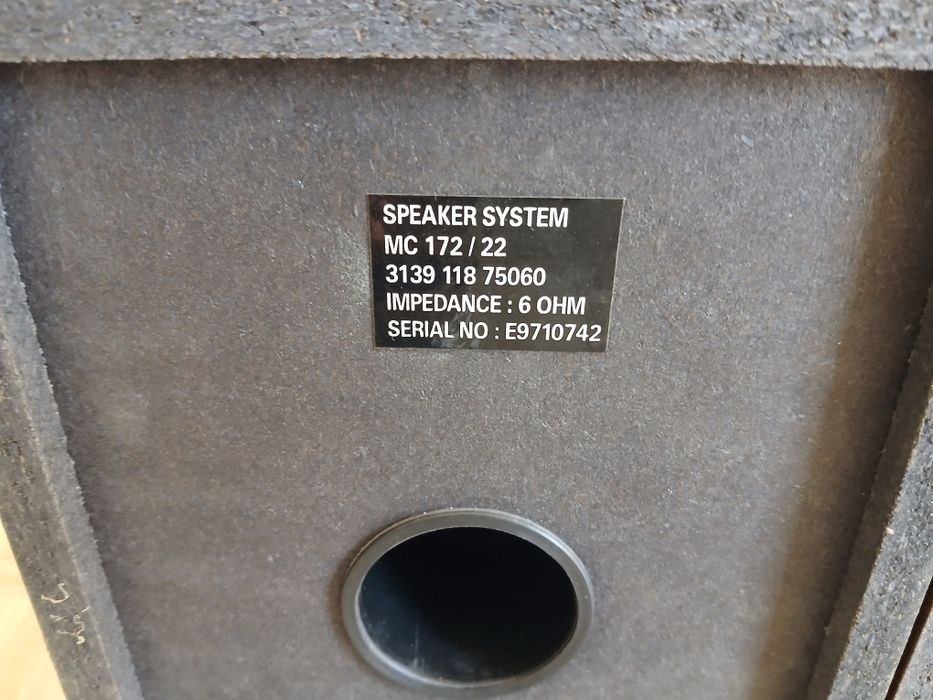 SPEAKER SYSTEM
MC 172 / 22
3139 118 75060
IMPEDANCE : 6 OHM
SERIAL NO : E9710742